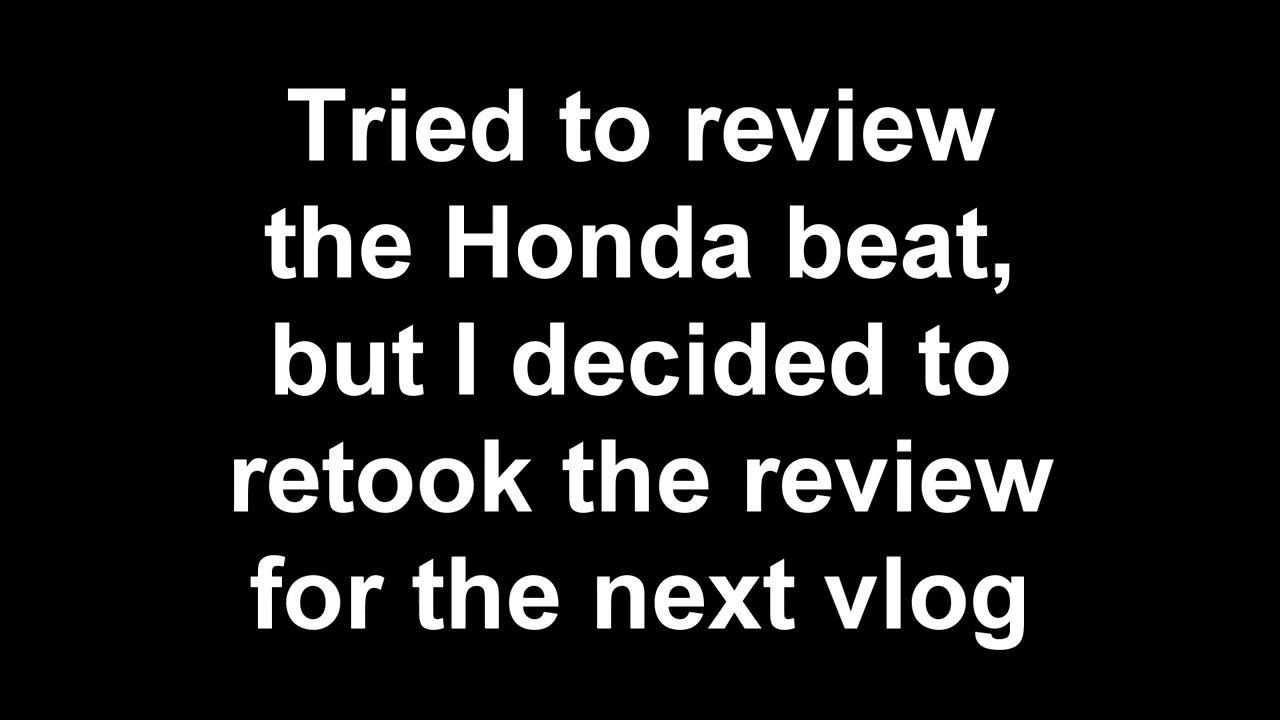 Tried to review
the Honda beat,
but I decided to
retook the review
for the next vlog